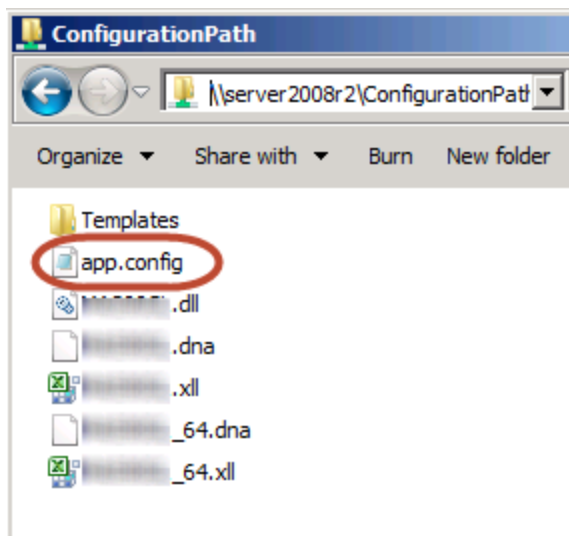 ConfigurationPath
\\server2008r2\ConfigurationPath
Organize Share with Burn New folder
Templates
app.config
.dll
.dna
.xll
_64.dna
_64.xll